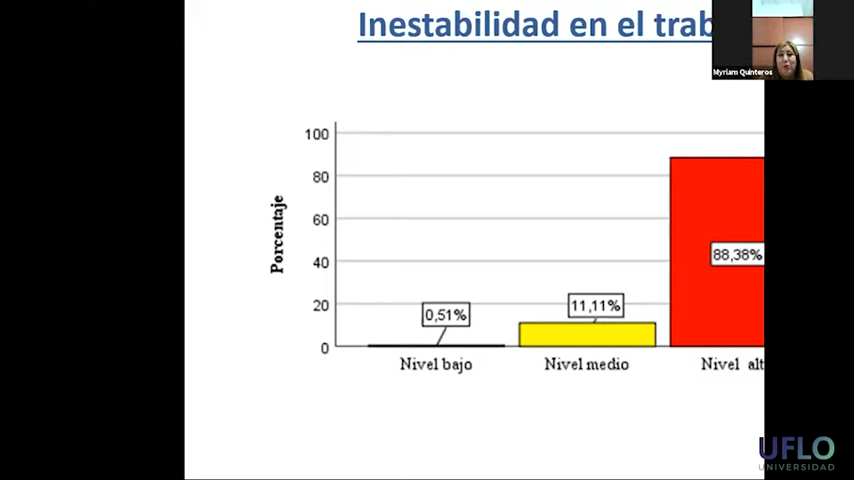 Inestabilidad en el trab
Myriam Quinteros
100
80
60
40
20
0
Porcentaje
0,51%
11,11%
88,38%
Nivel bajo
Nivel medio
Nivel alt
UFLO
UNIVERSIDAD